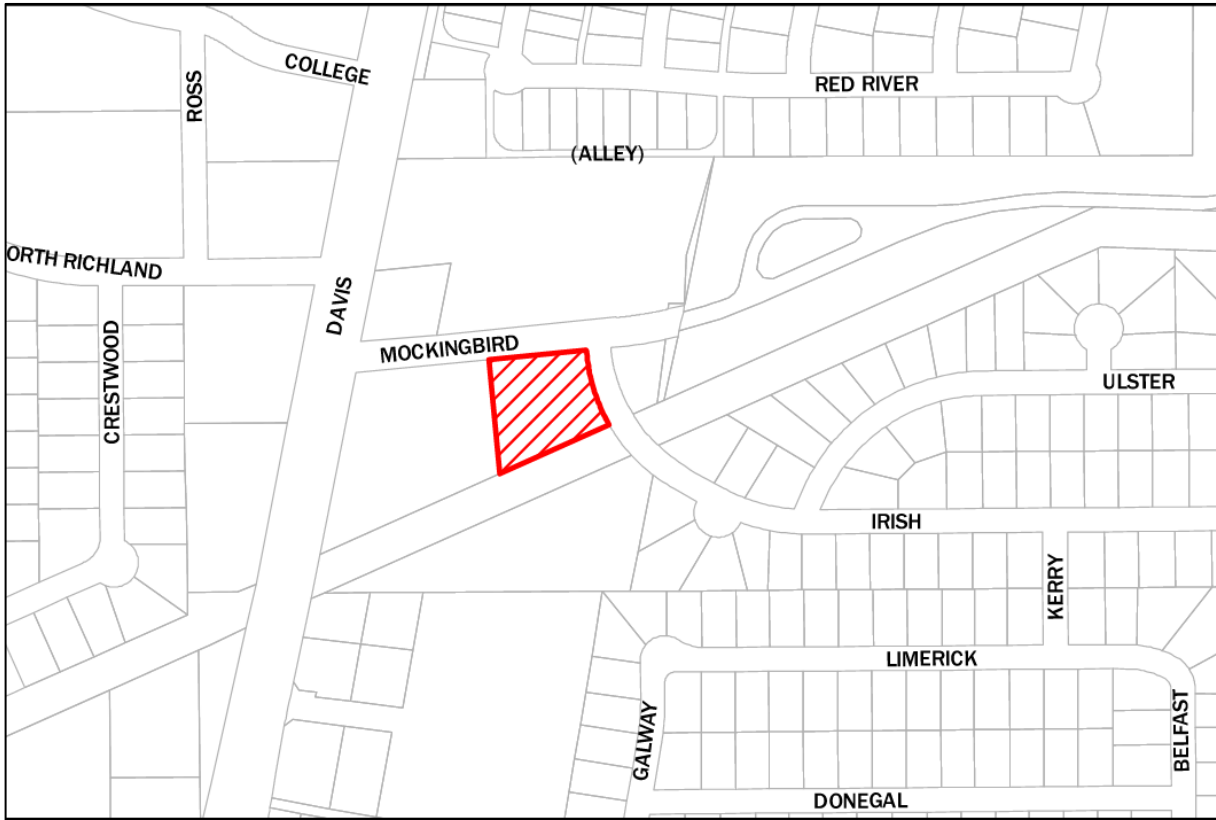 COLLEGE
ROSS
RED RIVER
(ALLEY)
ORTH RICHLAND
DAVIS
MOCKINGBIRD
CRESTWOOD
ULSTER
IRISH
KERRY
LIMERICK
GALWAY
BELFAST
DONEGAL